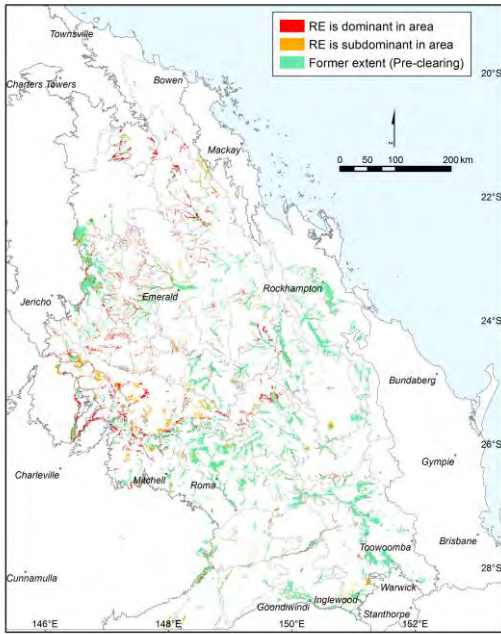 RE is dominant in area
RE is subdominant in area
Former extent (Pre-clearing)
Townsville
Charters Towers
Bowen
20°S
z
0 50 100 200 km
Mackay
22°S
Jericho
Emerald
Rockhampton
24°S
Bundaberg
26°S
Charleville
Mitchell
Roma
Gympie
Toowoomba
Brisbane
Cunnamulla
28°S
Warwick
Inglewood
Goondiwindi
Stanthorpe
146°E
148°E
150°E
152°E